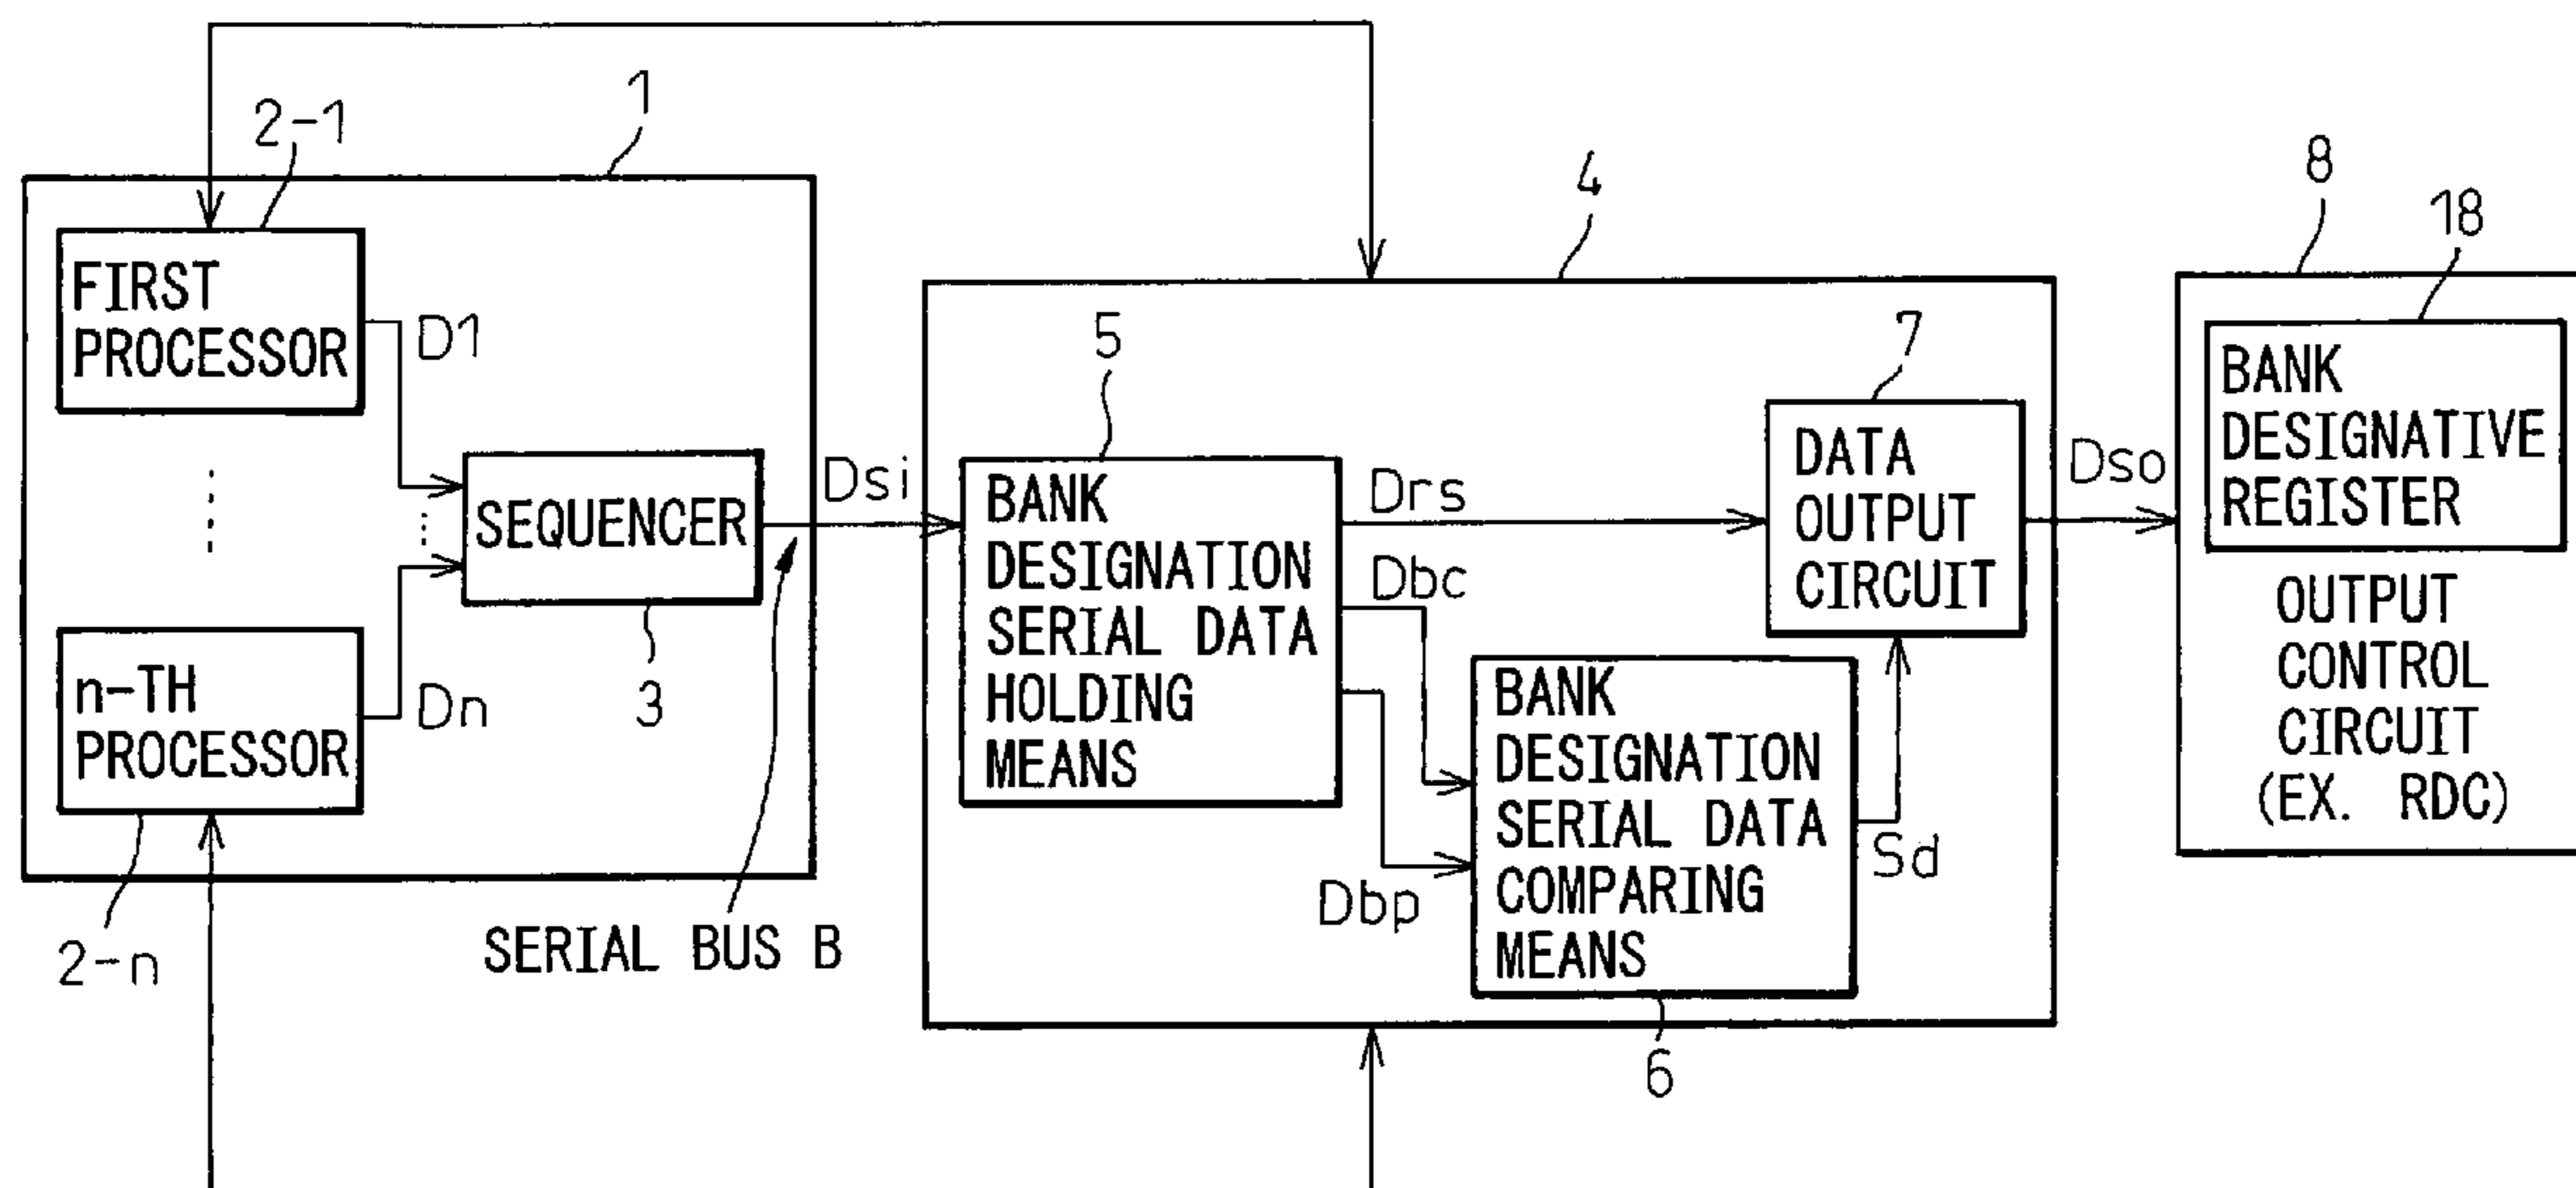 1
2-1
FIRST
PROCESSOR
D1
SEQUENCER
3
n-TH
PROCESSOR
Dn
2-n
SERIAL BUS B
Dsi
4
5
BANK
DESIGNATION
SERIAL DATA
HOLDING
MEANS
Drs
Dbc
Dbp
7
DATA
OUTPUT
CIRCUIT
BANK
DESIGNATION
SERIAL DATA
COMPARING
MEANS
6
Sd
Dso
8
18
BANK
DESIGNATIVE
REGISTER
OUTPUT
CONTROL
CIRCUIT
(EX. RDC)